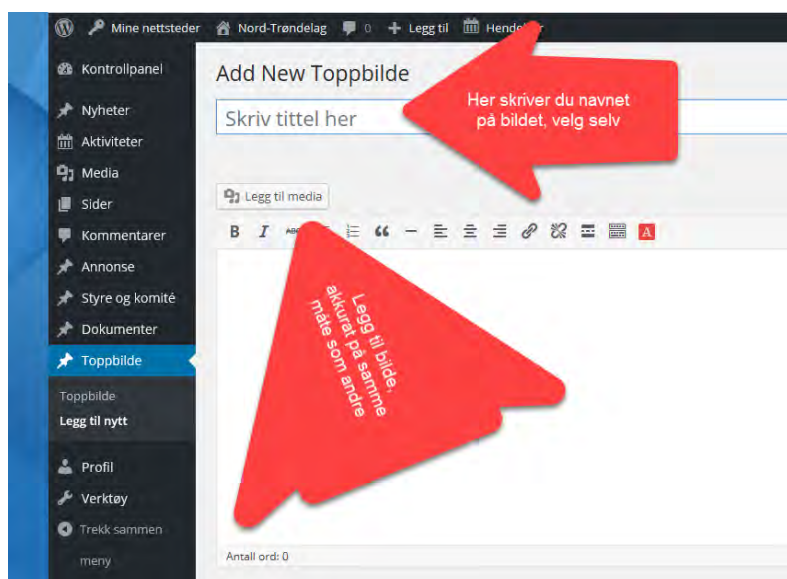 Mine nettsteder Nord-Trøndelag 0 Legg til
Kontrollpanel
Nyheter
Aktiviteter
Media
Sider
Kommentarer
Annonse
Styre og komité
Dokumenter
Toppbilde
Toppbilde
Legg til nytt
Profil
Verktøy
Trekk sammen
meny
Add New Toppbilde
Skriv tittel her
Her skriver du navnet
på bildet, velg selv
Legg til media
B I ABC A
Legg til bilde,
akkurat på samme
måte som andre
Antall ord: 0